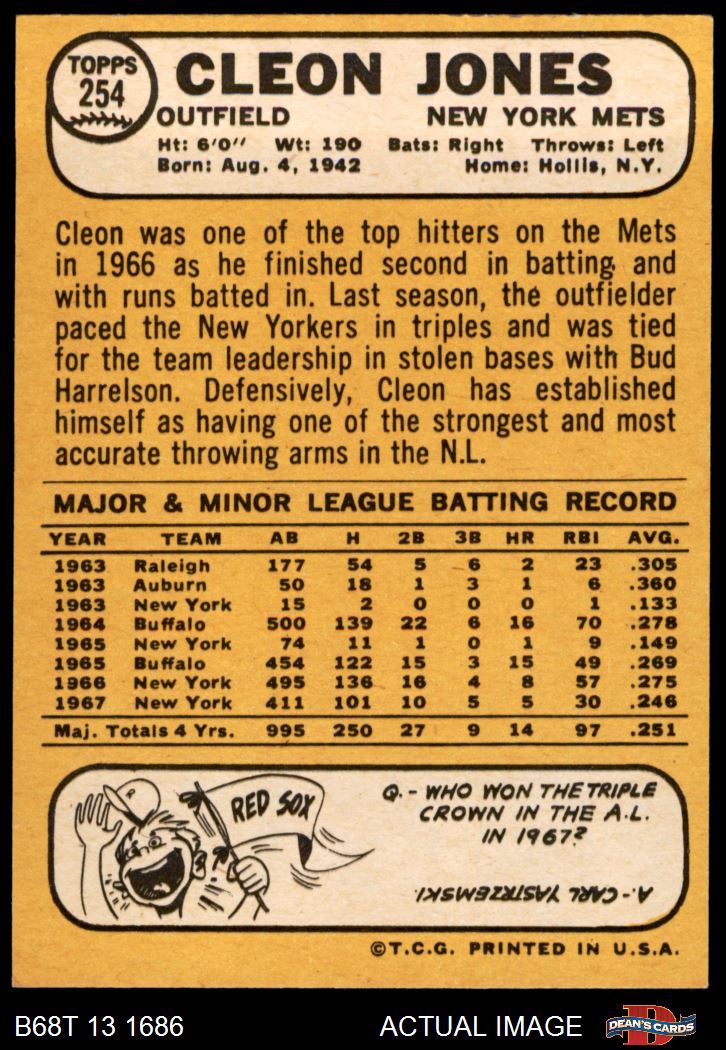 TOPPS
254
CLEON JONES
OUTFIELD NEW YORK METS
Ht: 6'0" Wt: 190 Bats: Right Throws: Left
Born: Aug. 4, 1942 Home: Hollis, N.Y.
Cleon was one of the top hitters on the Mets
in 1966 as he finished second in batting and
with runs batted in. Last season, the outfielder
paced the New Yorkers in triples and was tied
for the team leadership in stolen bases with Bud
Harrelson. Defensively, Cleon has established
himself as having one of the strongest and most
accurate throwing arms in the N.L.
MAJOR & MINOR LEAGUE BATTING RECORD
YEAR TEAM AB H 2B 3B HR RBI AVG.
1963 Raleigh 177 54 5 6 2 23 .305
1963 Auburn 50 18 1 3 1 6 .360
1963 New York 15 2 0 0 0 1 .133
1964 Buffalo 500 139 22 6 16 70 .278
1965 New York 74 11 1 0 1 9 .149
1965 Buffalo 454 122 15 3 15 49 .269
1966 New York 495 136 16 4 8 57 .275
1967 New York 411 101 10 5 5 30 .246
Maj. Totals 4 Yrs. 995 250 27 9 14 97 .251
R
RED SOX
Q.- WHO WON THE TRIPLE
CROWN IN THE A.L.
IN 1967?
A.- CARL YASTRZEMSKI.
©T.C.G. PRINTED IN U.S.A.
B68T 13 1686 ACTUAL IMAGE D DEAN'S CARDS